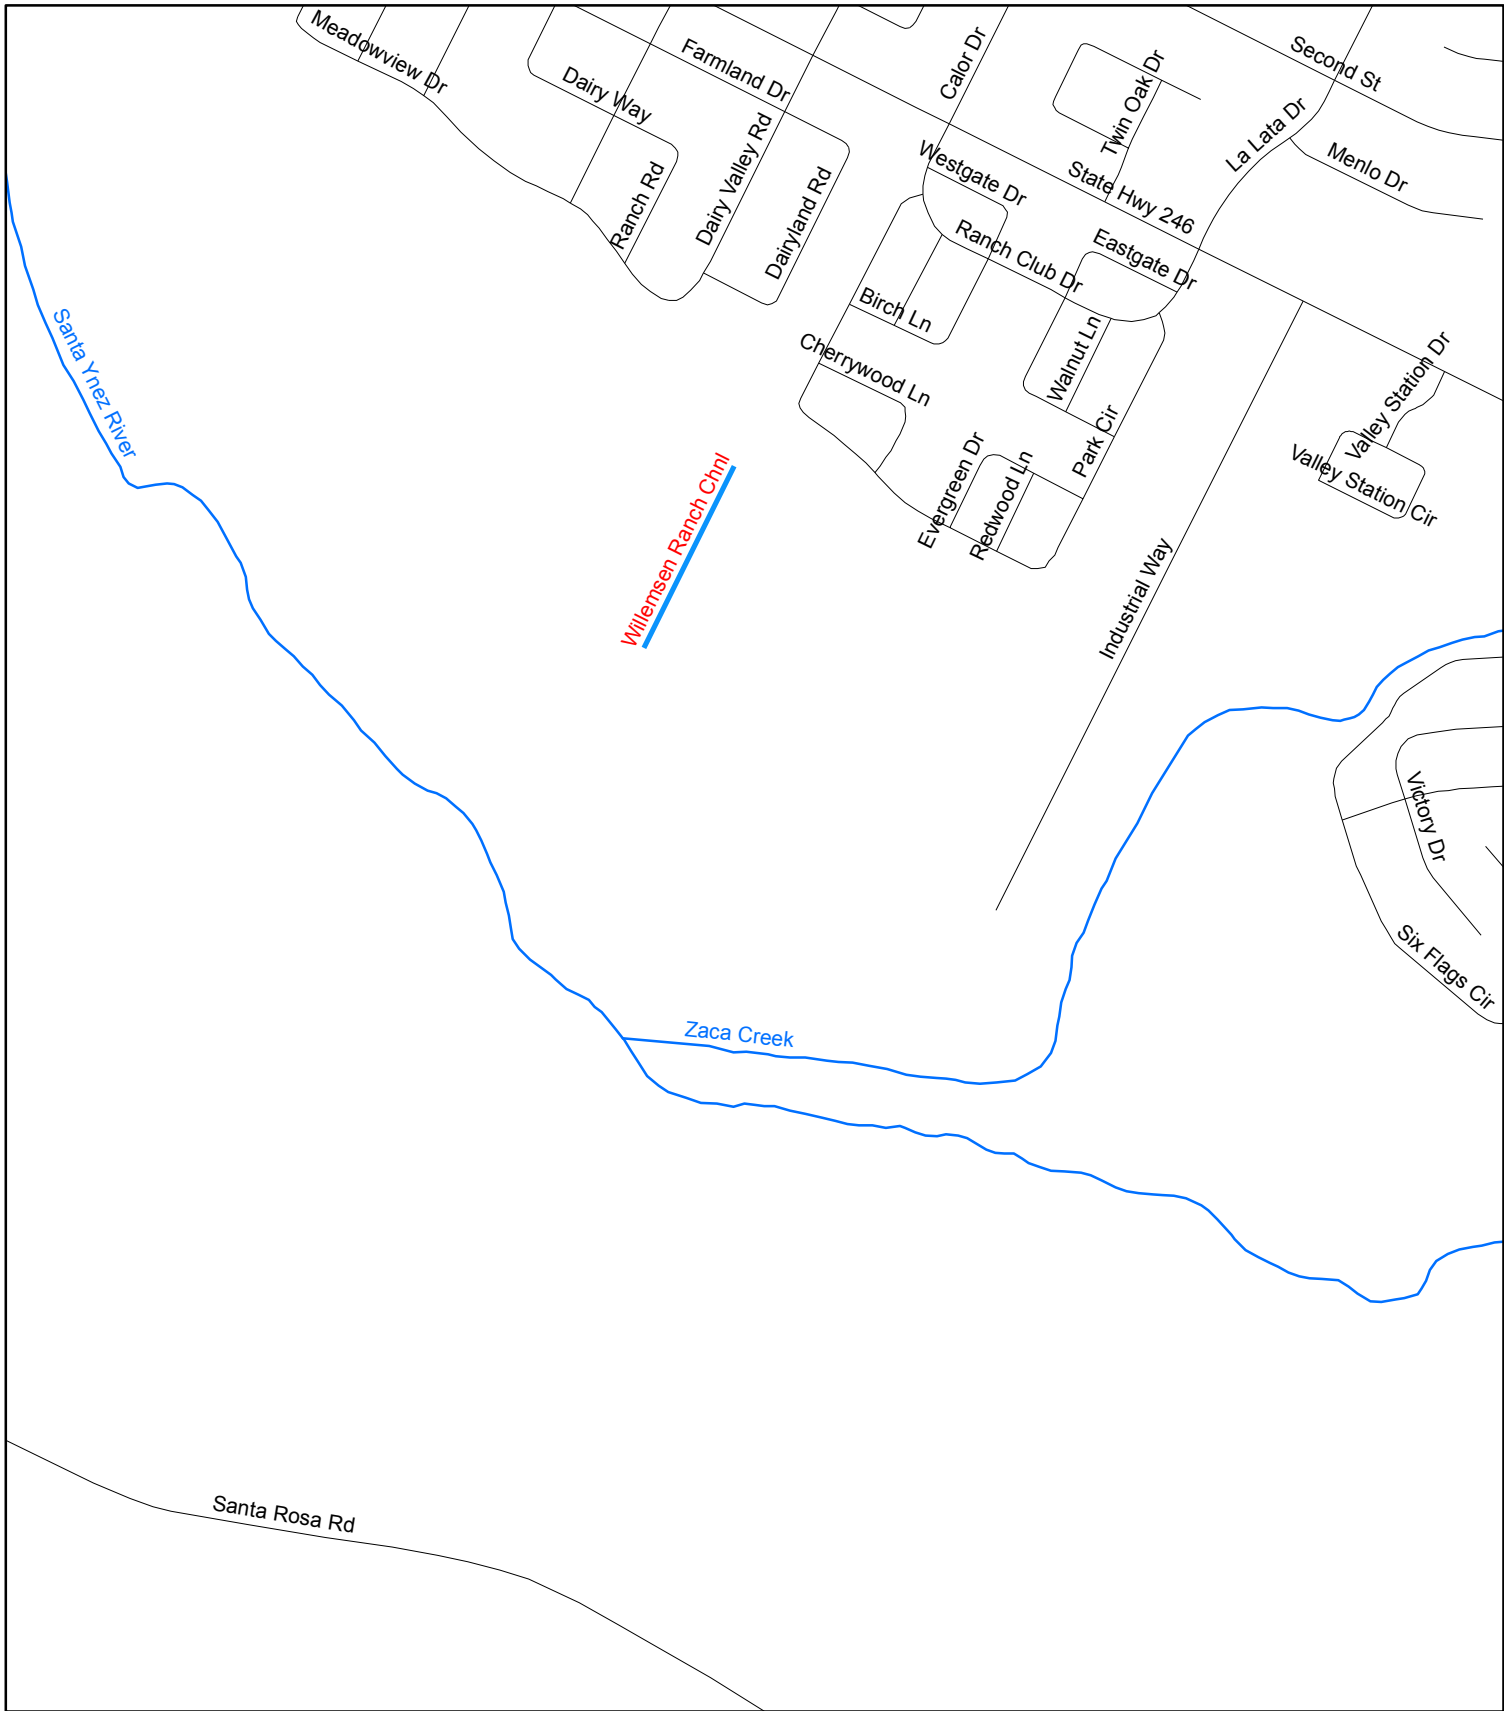 Meadowview Dr
Farmland Dr
Dairy Way
Calor Dr
Twin Oak Dr
Second St
La Lata Dr
Menlo Dr
Ranch Rd
Dairy Valley Rd
Dairyland Rd
Westgate Dr
State Hwy 246
Ranch Club Dr
Eastgate Dr
Birch Ln
Cherrywood Ln
Walnut Ln
Park Cir
Evergreen Dr
Redwood Ln
Valley Station Dr
Valley Station Cir
Santa Ynez River
Willemsen Ranch Chnl
Industrial Way
Victory Dr
Six Flags Cir
Zaca Creek
Santa Rosa Rd